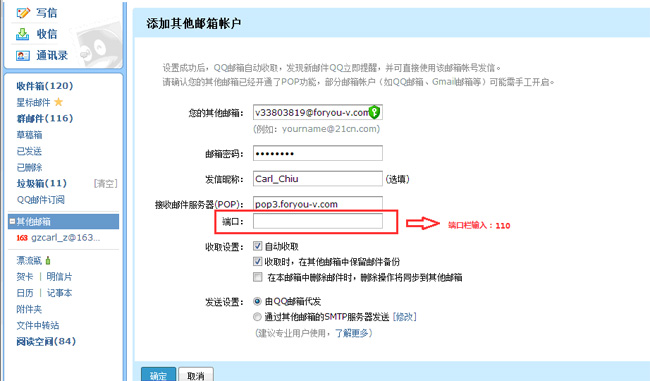 写信
收信
通讯录
收件箱(120)
星标邮件
群邮件(116)
草稿箱
已发送
已删除
垃圾箱(11) [清空]
QQ邮件订阅
其他邮箱
163 gzcarl_z@163...
漂流瓶
贺卡 | 明信片
日历 | 记事本
附件夹
文件中转站
阅读空间(84)
添加其他邮箱帐户
设置成功后，QQ邮箱自动收取，发现新邮件QQ立即提醒，并可直接使用该邮箱帐号发信。
请确认您的其他邮箱已经开通了POP功能，部分邮箱帐户（如QQ邮箱、Gmail邮箱等）可能需手工开启。
您的其他邮箱： v33803819@foryou-v.com
(例如：yourname@21cn.com)
邮箱密码： ••••••••
发信昵称： Carl_Chiu (选填)
接收邮件服务器(POP)： pop3.foryou-v.com
端口： 端口栏输入：110
收取设置： 自动收取
收取时，在其他邮箱中保留邮件备份
在本邮箱中删除邮件时，删除操作将同步到其他邮箱
发送设置： 由QQ邮箱代发
通过其他邮箱的SMTP服务器发送 [修改]
(建议专业用户使用，了解更多)
确定 取消